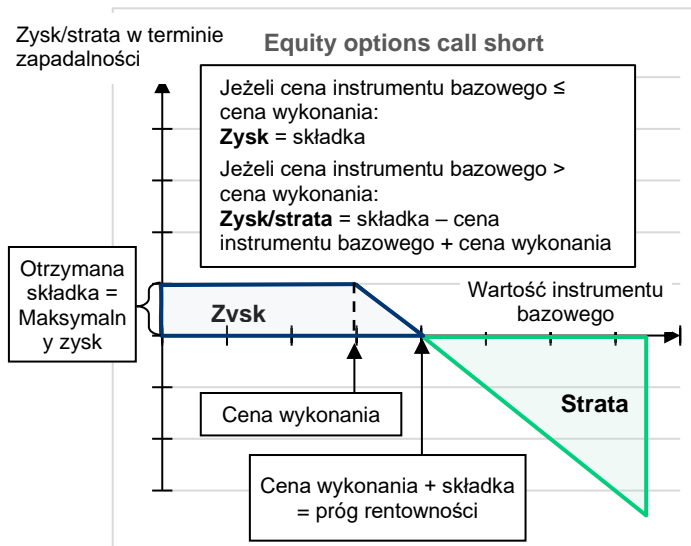 Zysk/strata w terminie
zapadalności
Equity options call short
Jeżeli cena instrumentu bazowego ≤
cena wykonania:
Zysk = składka
Jeżeli cena instrumentu bazowego >
cena wykonania:
Zysk/strata = składka – cena
instrumentu bazowego + cena wykonania
Otrzymana
składka =
Maksymaln
y zysk
Zysk
Wartość instrumentu
bazowego
Cena wykonania
Strata
Cena wykonania + składka
= próg rentowności